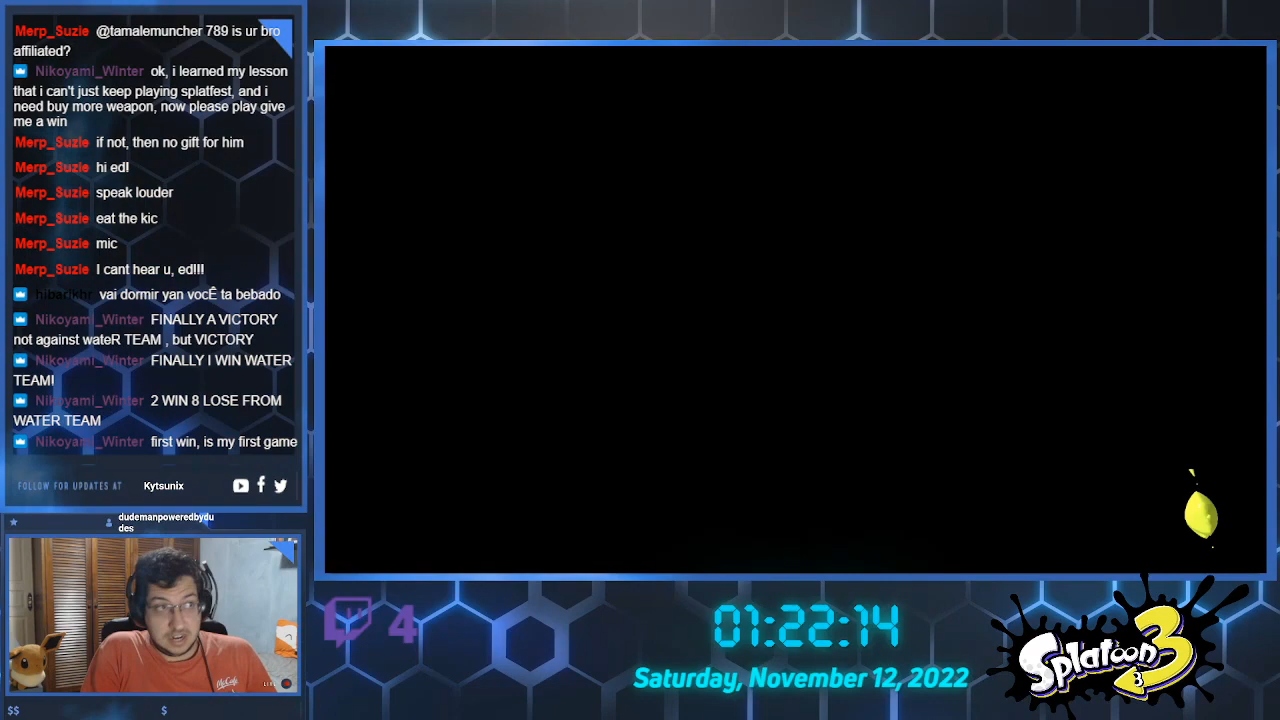 Merp_Suzie @tamalemuncher 789 is ur bro
affiliated?
Nikoyami_Winter ok, i learned my lesson
that i can't just keep playing splatfest, and i
need buy more weapon, now please play give
me a win
Merp_Suzie if not, then no gift for him
Merp_Suzie hi ed!
Merp_Suzie speak louder
Merp_Suzie eat the kic
Merp_Suzie mic
Merp_Suzie I cant hear u, ed!!!
hibarikhr vai dormir yan vocÊ ta bebado
Nikoyami_Winter FINALLY A VICTORY
not against wateR TEAM , but VICTORY
Nikoyami_Winter FINALLY I WIN WATER
TEAM!
Nikoyami_Winter 2 WIN 8 LOSE FROM
WATER TEAM
Nikoyami_Winter first win, is my first game
FOLLOW FOR UPDATES AT Kytsunix
dudemanpoweredbydu
des
LIVE
$$ $
4
01:22:14
Saturday, November 12, 2022
Splatoon 3